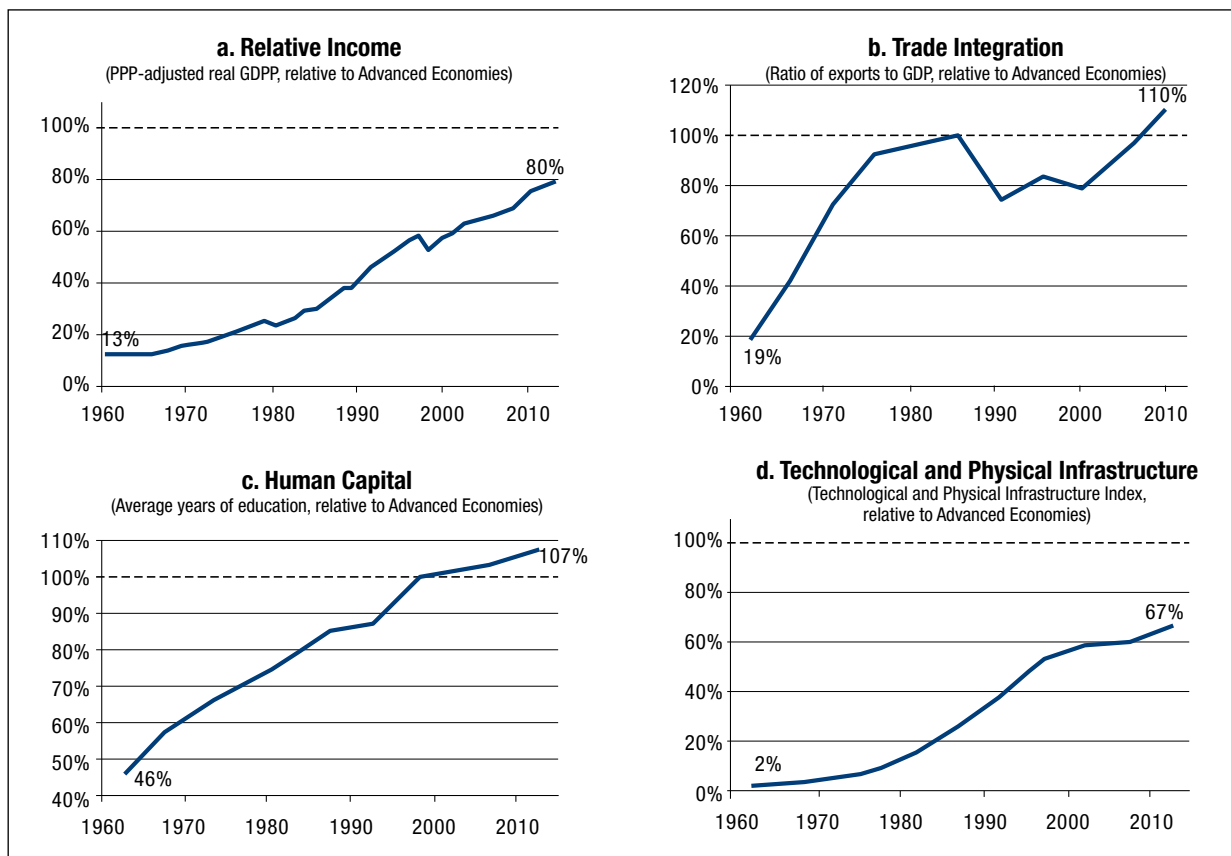 a. Relative Income
(PPP-adjusted real GDPP, relative to Advanced Economies)
100%
80%
60%
40%
20%
0%
80%
13%
1960 1970 1980 1990 2000 2010
b. Trade Integration
(Ratio of exports to GDP, relative to Advanced Economies)
120%
100%
80%
60%
40%
20%
0%
110%
19%
1960 1970 1980 1990 2000 2010
c. Human Capital
(Average years of education, relative to Advanced Economies)
110%
100%
90%
80%
70%
60%
50%
40%
107%
46%
1960 1970 1980 1990 2000 2010
d. Technological and Physical Infrastructure
(Technological and Physical Infrastructure Index,
relative to Advanced Economies)
100%
80%
60%
40%
20%
0%
67%
2%
1960 1970 1980 1990 2000 2010